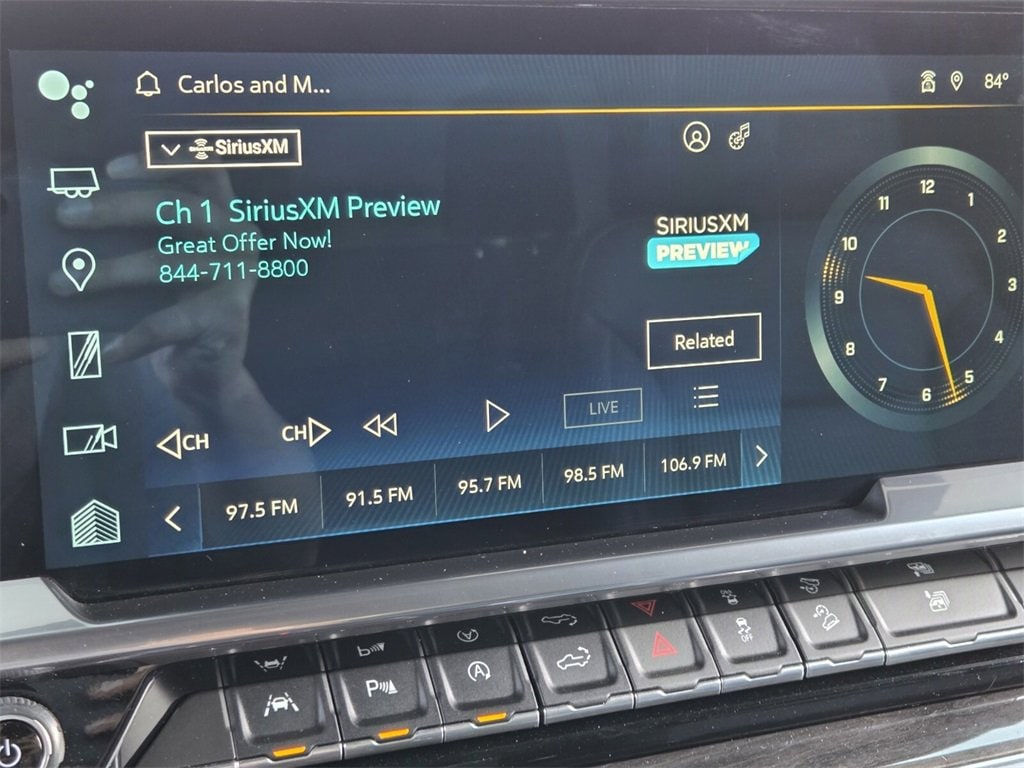 Carlos and M...
84°
SiriusXM
Ch 1 SiriusXM Preview
Great Offer Now!
844-711-8800
SIRIUSXM
PREVIEW
Related
CH
CH
LIVE
97.5 FM
91.5 FM
95.7 FM
98.5 FM
106.9 FM
12
1
2
3
4
5
6
7
8
9
10
11
P
A
OFF